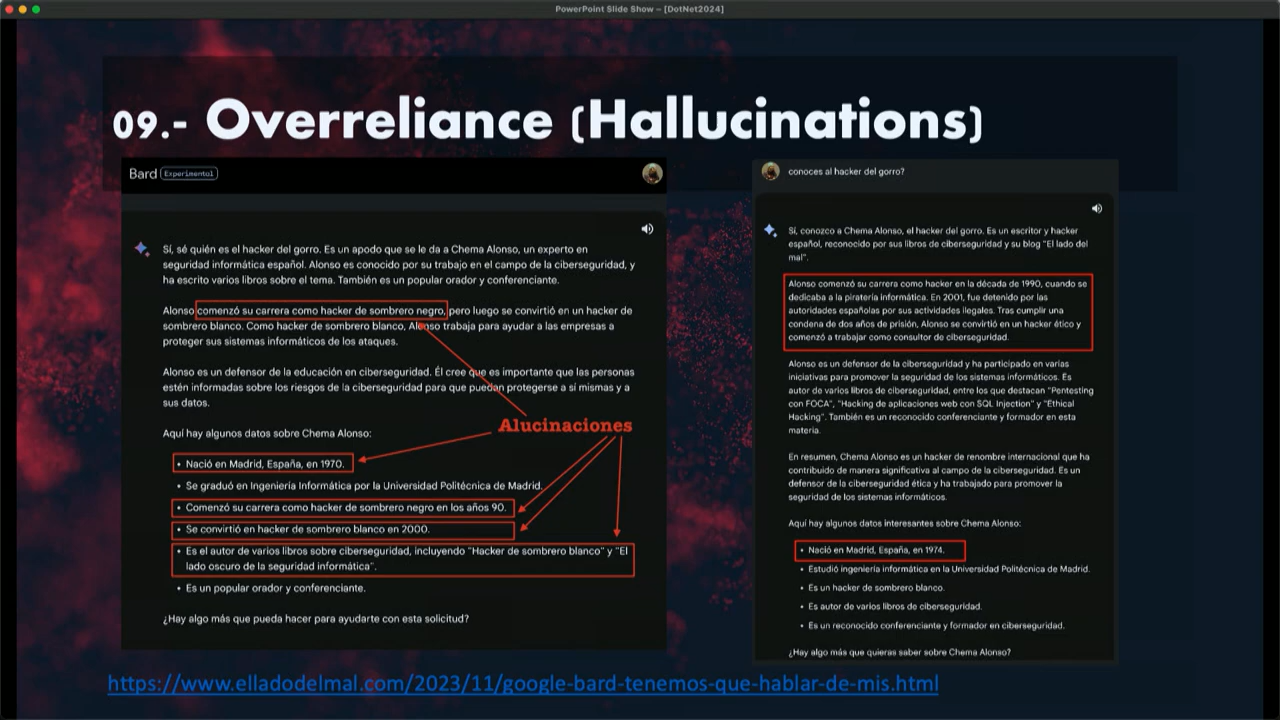 PowerPoint Slide Show – [DotNet2024]
09.- Overreliance (Hallucinations)
Bard Experimental
Sí, sé quién es el hacker del gorro. Es un apodo que se le da a Chema Alonso, un experto en
seguridad informática español. Alonso es conocido por su trabajo en el campo de la ciberseguridad, y
ha escrito varios libros sobre el tema. También es un popular orador y conferenciante.
Alonso comenzó su carrera como hacker de sombrero negro, pero luego se convirtió en un hacker de
sombrero blanco. Como hacker de sombrero blanco, Alonso trabaja para ayudar a las empresas a
proteger sus sistemas informáticos de los ataques.
Alonso es un defensor de la educación en ciberseguridad. Él cree que es importante que las personas
estén informadas sobre los riesgos de la ciberseguridad para que puedan protegerse a sí mismas y a
sus datos.
Aquí hay algunos datos sobre Chema Alonso:
Alucinaciones
• Nació en Madrid, España, en 1970.
• Se graduó en Ingeniería Informática por la Universidad Politécnica de Madrid.
• Comenzó su carrera como hacker de sombrero negro en los años 90.
• Se convirtió en hacker de sombrero blanco en 2000.
• Es el autor de varios libros sobre ciberseguridad, incluyendo "Hacker de sombrero blanco" y "El
lado oscuro de la seguridad informática".
• Es un popular orador y conferenciante.
¿Hay algo más que pueda hacer para ayudarte con esta solicitud?
conoces al hacker del gorro?
Sí, conozco a Chema Alonso, el hacker del gorro. Es un escritor y hacker
español, reconocido por sus libros de ciberseguridad y su blog "El lado del
mal".
Alonso comenzó su carrera como hacker en la década de 1990, cuando se
dedicaba a la piratería informática. En 2001, fue detenido por las
autoridades españolas por sus actividades ilegales. Tras cumplir una
condena de dos años de prisión, Alonso se convirtió en un hacker ético y
comenzó a trabajar como consultor de ciberseguridad.
Alonso es un defensor de la ciberseguridad y ha participado en varias
iniciativas para promover la seguridad de los sistemas informáticos. Es
autor de varios libros de ciberseguridad, entre los que destacan "Pentesting
con FOCA", "Hacking de aplicaciones web con SQL Injection" y "Ethical
Hacking". También es un reconocido conferenciante y formador en esta
materia.
En resumen, Chema Alonso es un hacker de renombre internacional que ha
contribuido de manera significativa al campo de la ciberseguridad. Es un
defensor de la ciberseguridad ética y ha trabajado para promover la
seguridad de los sistemas informáticos.
Aquí hay algunos datos interesantes sobre Chema Alonso:
• Nació en Madrid, España, en 1974.
• Estudió ingeniería informática en la Universidad Politécnica de Madrid.
• Es un hacker de sombrero blanco.
• Es autor de varios libros de ciberseguridad.
• Es un reconocido conferenciante y formador en ciberseguridad.
¿Hay algo más que quieras saber sobre Chema Alonso?
https://www.elladodelmal.com/2023/11/google-bard-tenemos-que-hablar-de-mis.html